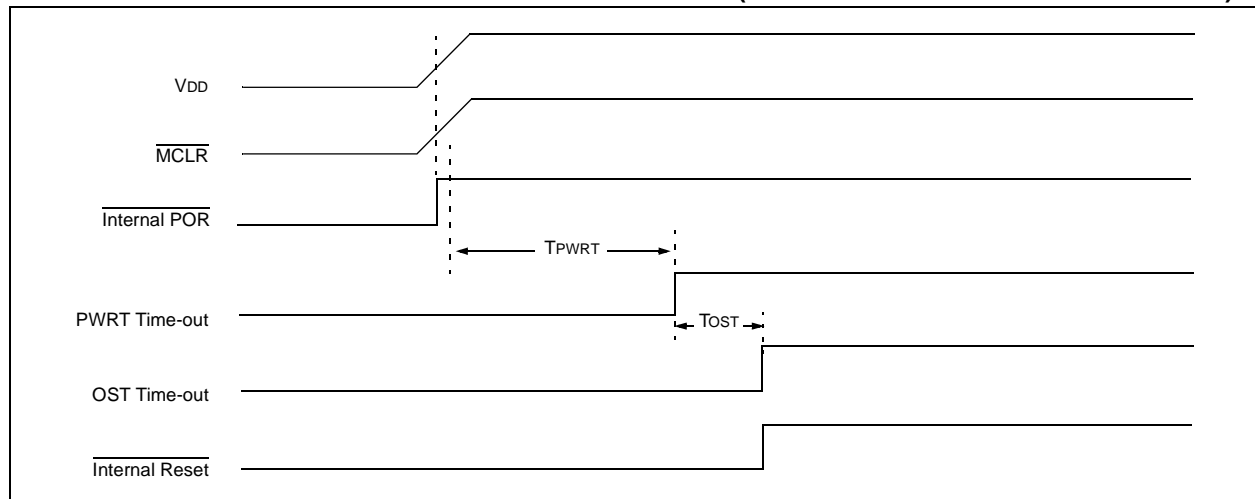 VDD
MCLR
Internal POR
TPWRT
PWRT Time-out
TOST
OST Time-out
Internal Reset